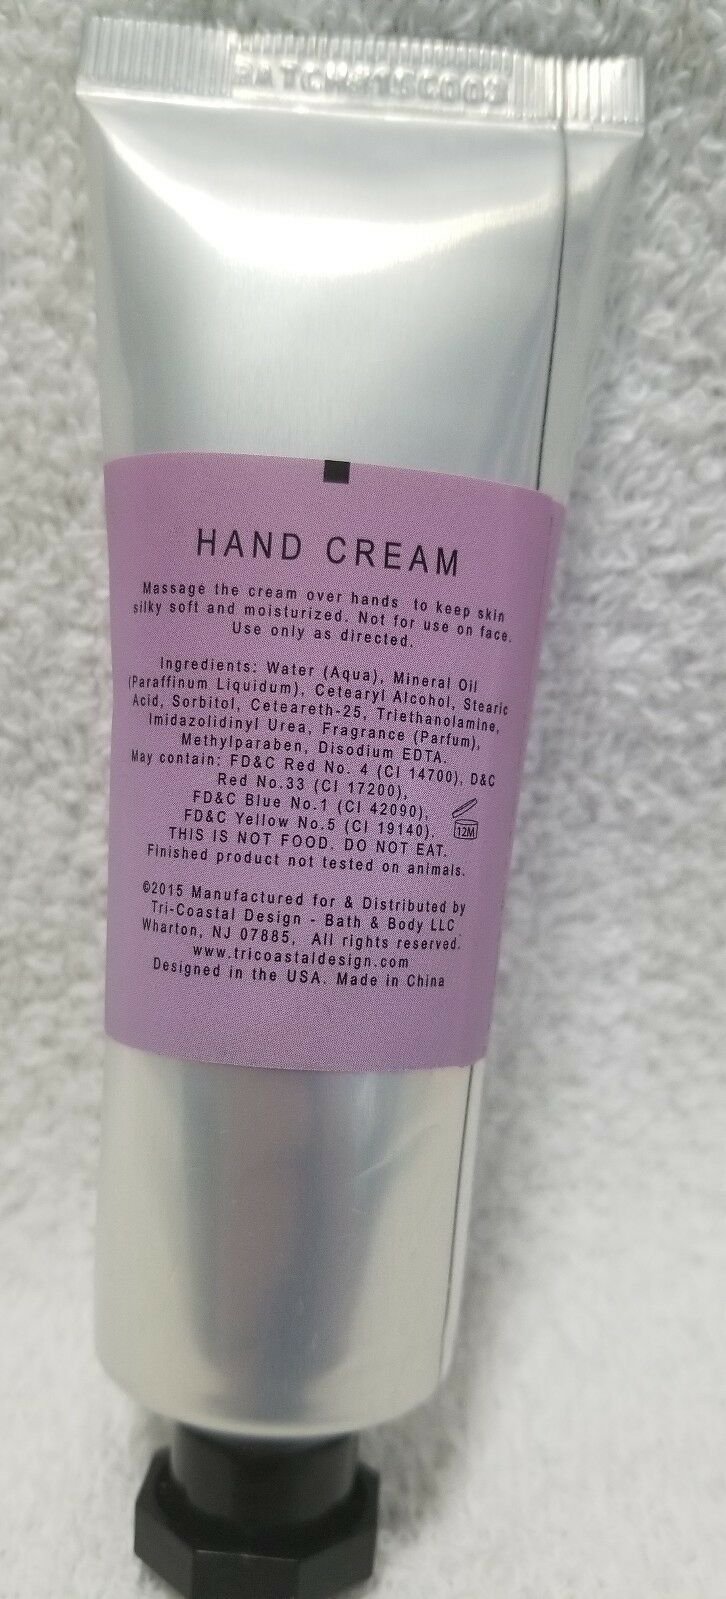 HAND CREAM
Massage the cream over hands to keep skin
silky soft and moisturized. Not for use on face.
Use only as directed.
Ingredients: Water (Aqua), Mineral Oil
(Paraffinum Liquidum), Cetearyl Alcohol, Stearic
Acid, Sorbitol, Ceteareth-25, Triethanolamine,
Imidazolidinyl Urea, Fragrance (Parfum),
Methylparaben, Disodium EDTA.
May contain: FD&C Red No. 4 (CI 14700), D&C
Red No.33 (CI 17200),
FD&C Blue No.1 (CI 42090),
FD&C Yellow No.5 (CI 19140).
12M
THIS IS NOT FOOD. DO NOT EAT.
Finished product not tested on animals.
©2015 Manufactured for & Distributed by
Tri-Coastal Design - Bath & Body LLC
Wharton, NJ 07885, All rights reserved.
www.tricoastaldesign.com
Designed in the USA. Made in China